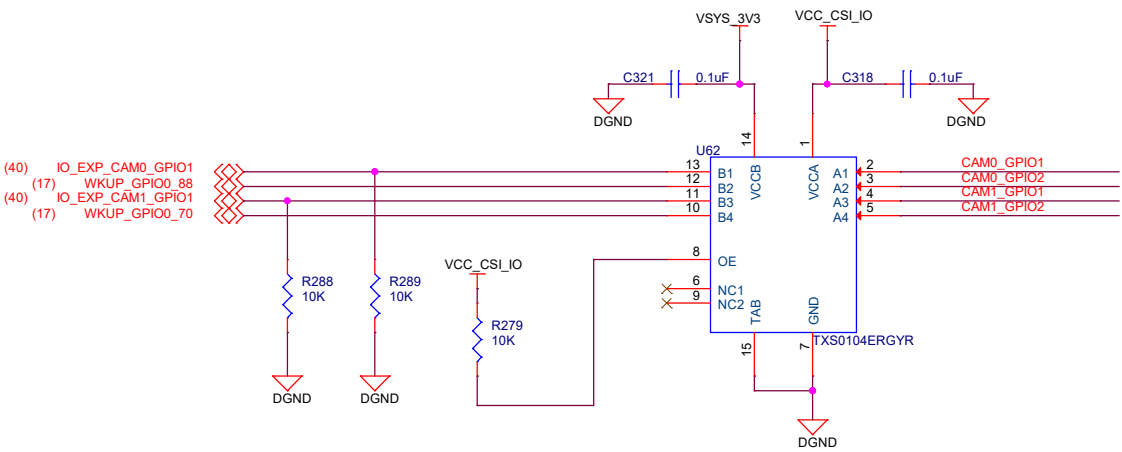 VSYS_3V3
VCC_CSI_IO
C321
0.1uF
C318
0.1uF
DGND
DGND
14
1
U62
(40) IO_EXP_CAM0_GPIO1
13
B1
VCCB
VCCA
A1
2
CAM0_GPIO1
(17) WKUP_GPIO0_88
12
B2
A2
3
CAM0_GPIO2
(40) IO_EXP_CAM1_GPIO1
11
B3
A3
4
CAM1_GPIO1
(17) WKUP_GPIO0_70
10
B4
A4
5
CAM1_GPIO2
8
OE
VCC_CSI_IO
R288
10K
R289
10K
6
NC1
9
NC2
TAB
GND
R279
10K
15
7
TXS0104ERGYR
DGND
DGND
DGND